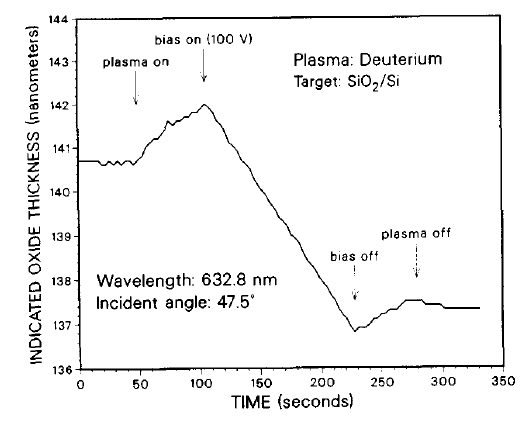 144
143
142
141
140
139
138
137
136
INDICATED OXIDE THICKNESS (nanometers)
bias on (100 V)
plasma on
Plasma: Deuterium
Target: SiO₂/Si
plasma off
bias off
Wavelength: 632.8 nm
Incident angle: 47.5°
0 50 100 150 200 250 300 350
TIME (seconds)